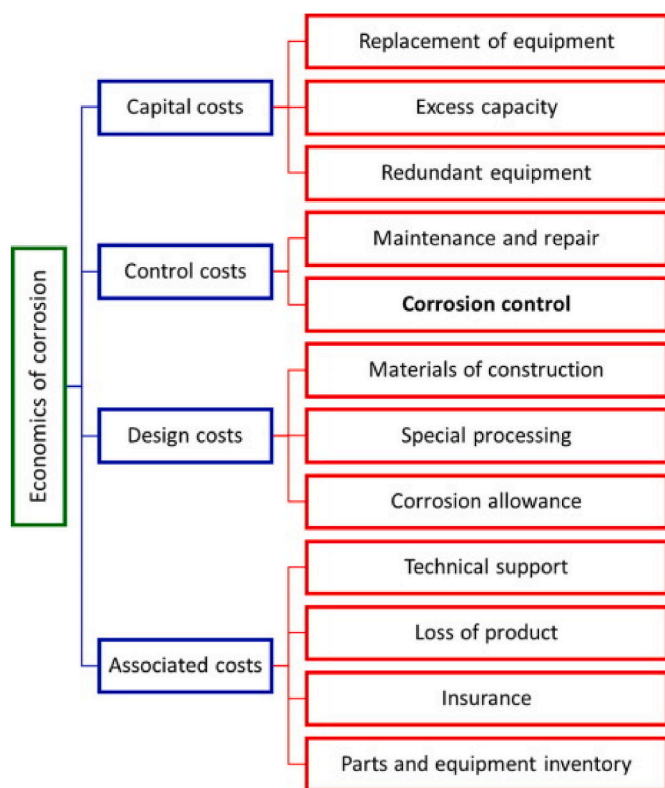 Economics of corrosion
Capital costs
Replacement of equipment
Excess capacity
Redundant equipment
Control costs
Maintenance and repair
Corrosion control
Design costs
Materials of construction
Special processing
Corrosion allowance
Associated costs
Technical support
Loss of product
Insurance
Parts and equipment inventory